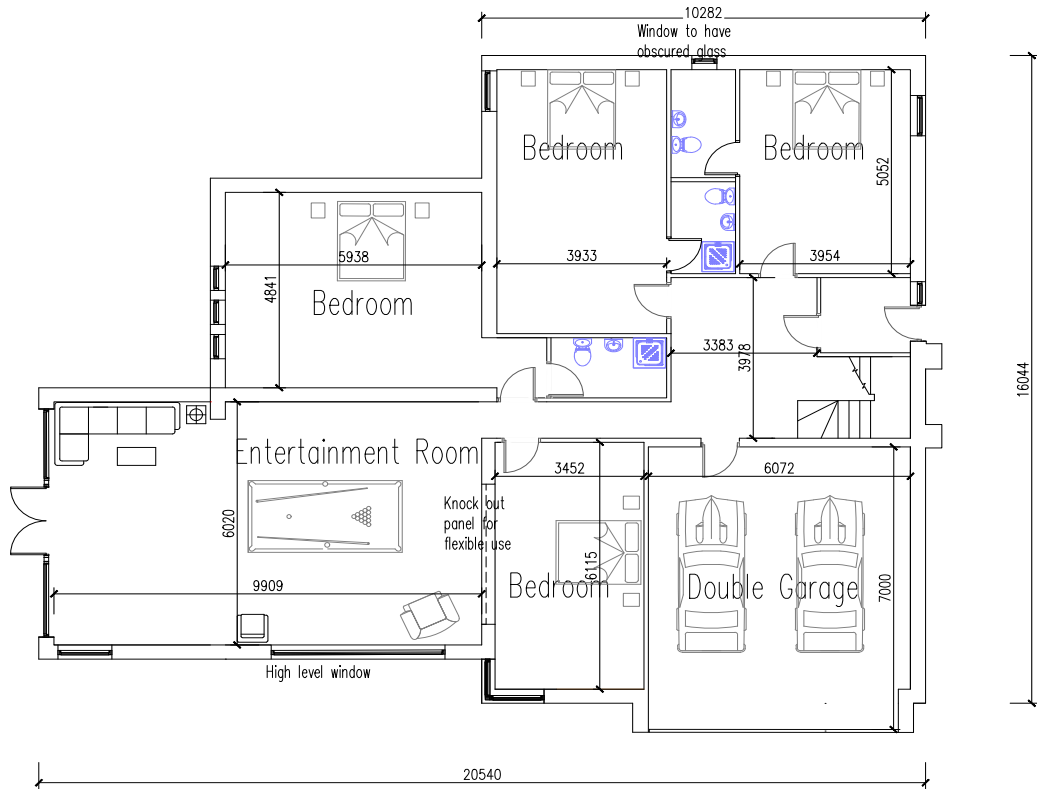 10282
Window to have
obscured glass
Bedroom
Bedroom
5052
5938
3933
3954
4841
Bedroom
3383
3978
16044
Entertainment Room
3452
6072
Knock out
panel for
flexible use
6020
6115
9909
Bedroom
Double Garage
7000
High level window
20540